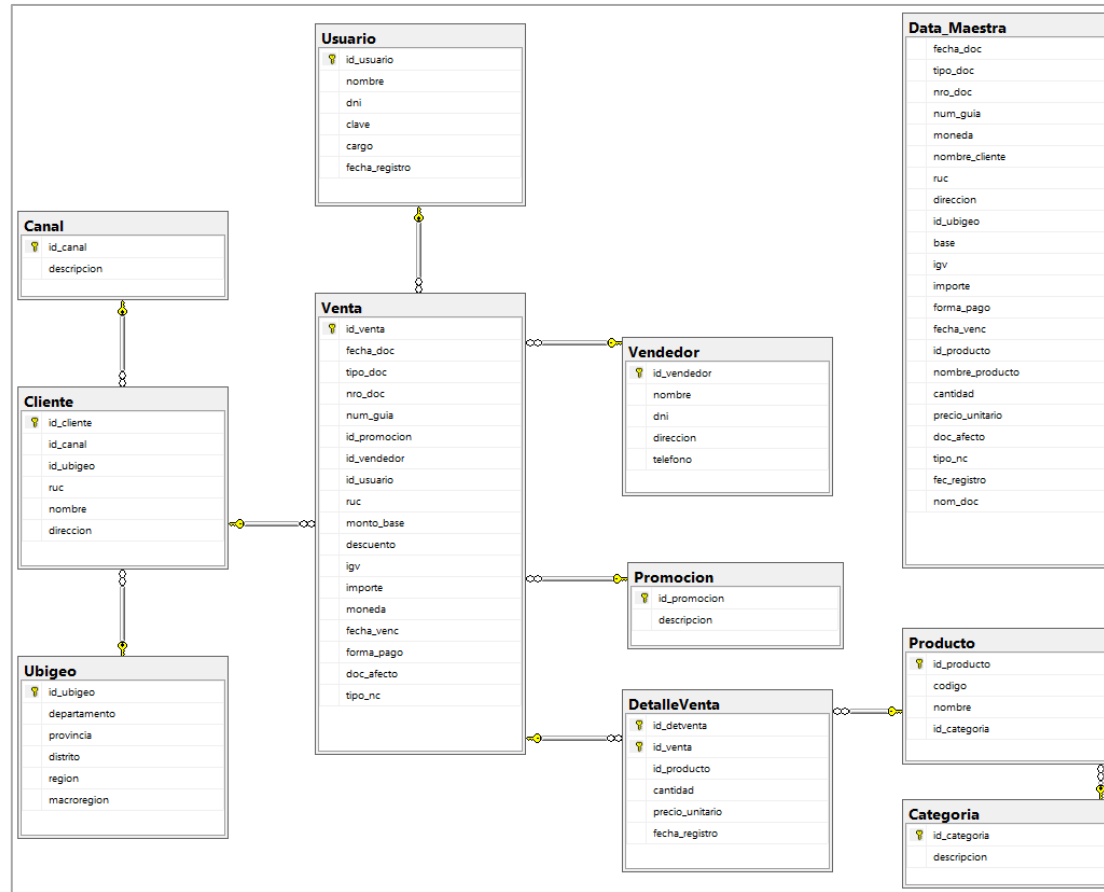 Usuario
id_usuario
nombre
dni
clave
cargo
fecha_registro
Data_Maestra
fecha_doc
tipo_doc
nro_doc
num_guia
moneda
nombre_cliente
ruc
direccion
id_ubigeo
base
igv
importe
forma_pago
fecha_venc
id_producto
nombre_producto
cantidad
precio_unitario
doc_afecto
tipo_nc
fec_registro
nom_doc
Canal
id_canal
descripcion
Venta
id_venta
fecha_doc
tipo_doc
nro_doc
num_guia
id_promocion
id_vendedor
id_usuario
ruc
monto_base
descuento
igv
importe
moneda
fecha_venc
forma_pago
doc_afecto
tipo_nc
Vendedor
id_vendedor
nombre
dni
direccion
telefono
Cliente
id_cliente
id_canal
id_ubigeo
ruc
nombre
direccion
Promocion
id_promocion
descripcion
Producto
id_producto
codigo
nombre
id_categoria
Ubigeo
id_ubigeo
departamento
provincia
distrito
region
macroregion
DetalleVenta
id_detventa
id_venta
id_producto
cantidad
precio_unitario
fecha_registro
Categoria
id_categoria
descripcion